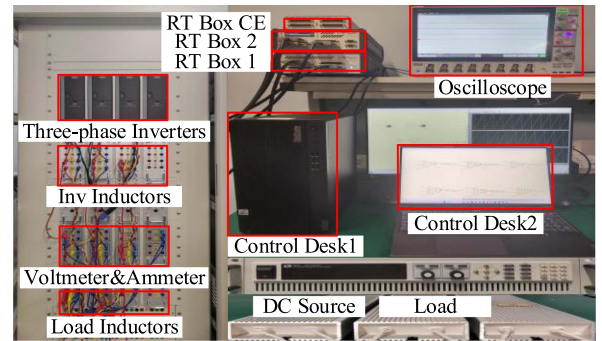 RT Box CE
RT Box 2
RT Box 1
Oscilloscope
Three-phase Inverters
Inv Inductors
Control Desk1
Control Desk2
Voltmeter&Ammeter
Load Inductors
DC Source
Load